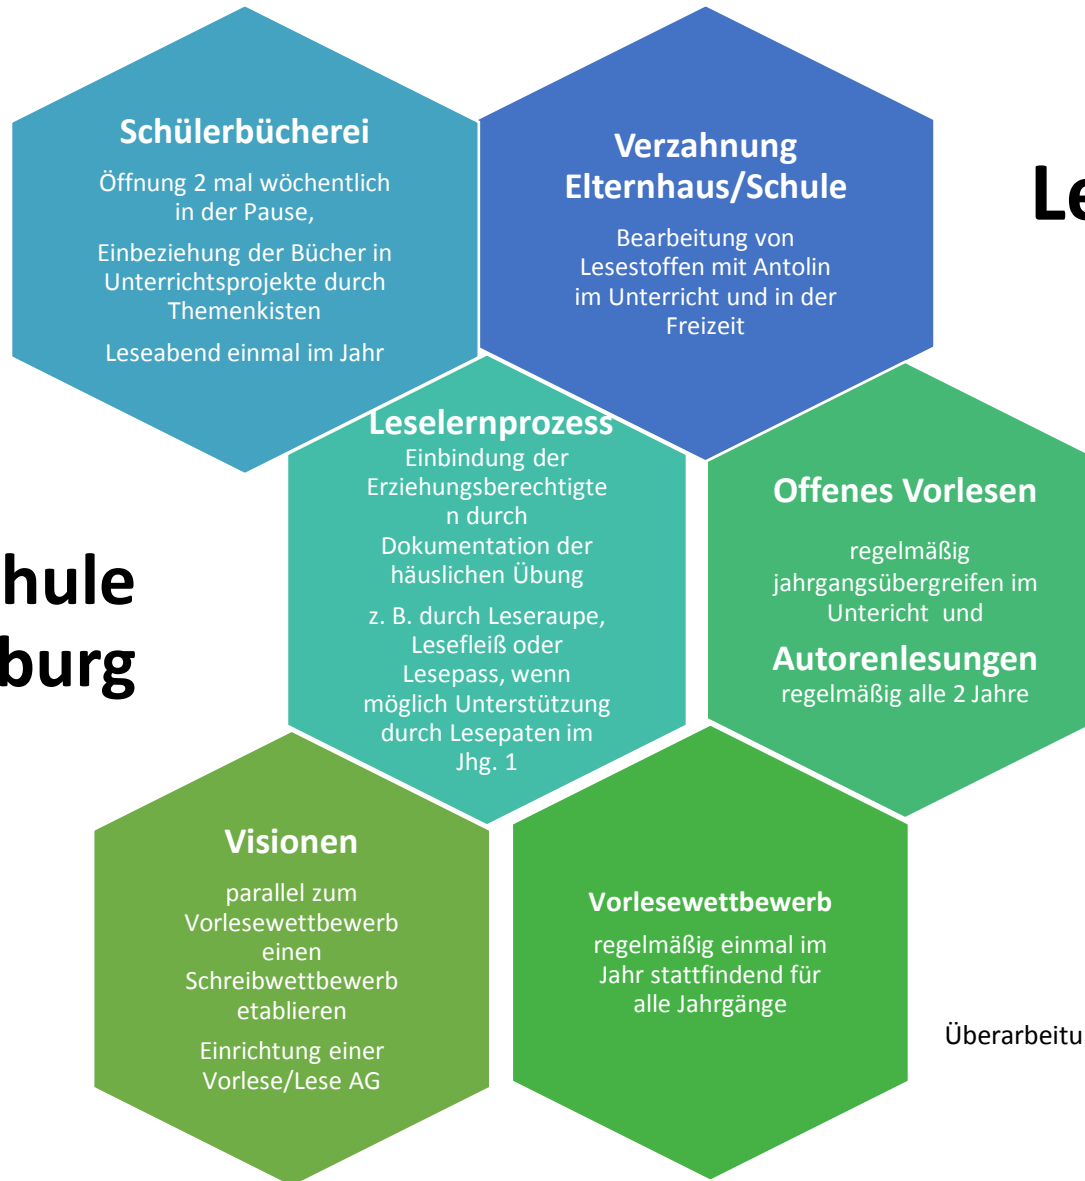 Schülerbücherei
Öffnung 2 mal wöchentlich
in der Pause,
Einbeziehung der Bücher in
Unterrichtsprojekte durch
Themenkisten
Leseabend einmal im Jahr
Verzahnung
Elternhaus/Schule
Bearbeitung von
Lesestoffen mit Antolin
im Unterricht und in der
Freizeit
Le
Leselernprozess
Einbindung der
Erziehungsberechtigte
n durch
Dokumentation der
häuslichen Übung
z. B. durch Leseraupe,
Lesefleiß oder
Lesepass, wenn
möglich Unterstützung
durch Lesepaten im
Jhg. 1
Offenes Vorlesen
regelmäßig
jahrgangsübergreifen im
Untericht und
Autorenlesungen
regelmäßig alle 2 Jahre
hule
burg
Visionen
parallel zum
Vorlesewettbewerb
einen
Schreibwettbewerb
etablieren
Einrichtung einer
Vorlese/Lese AG
Vorlesewettbewerb
regelmäßig einmal im
Jahr stattfindend für
alle Jahrgänge
Überarbeitu